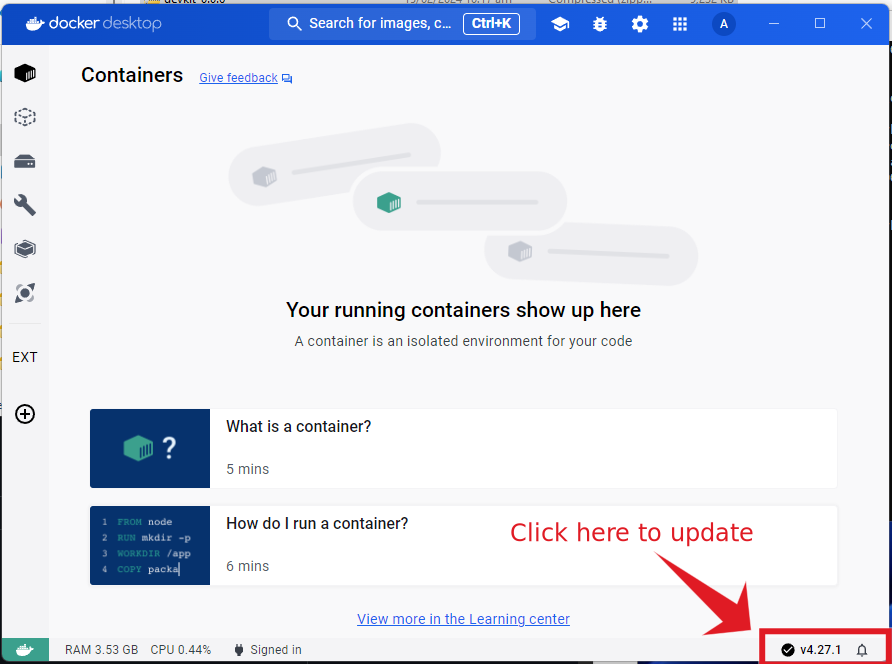 docker desktop
Search for images, c...
Ctrl+K
A
Containers
Give feedback
Your running containers show up here
A container is an isolated environment for your code
EXT
?
What is a container?
5 mins
1 FROM node
2 RUN mkdir -p
3 WORKDIR /app
4 COPY packa
How do I run a container?
6 mins
Click here to update
View more in the Learning center
RAM 3.53 GB CPU 0.44% Signed in
v4.27.1